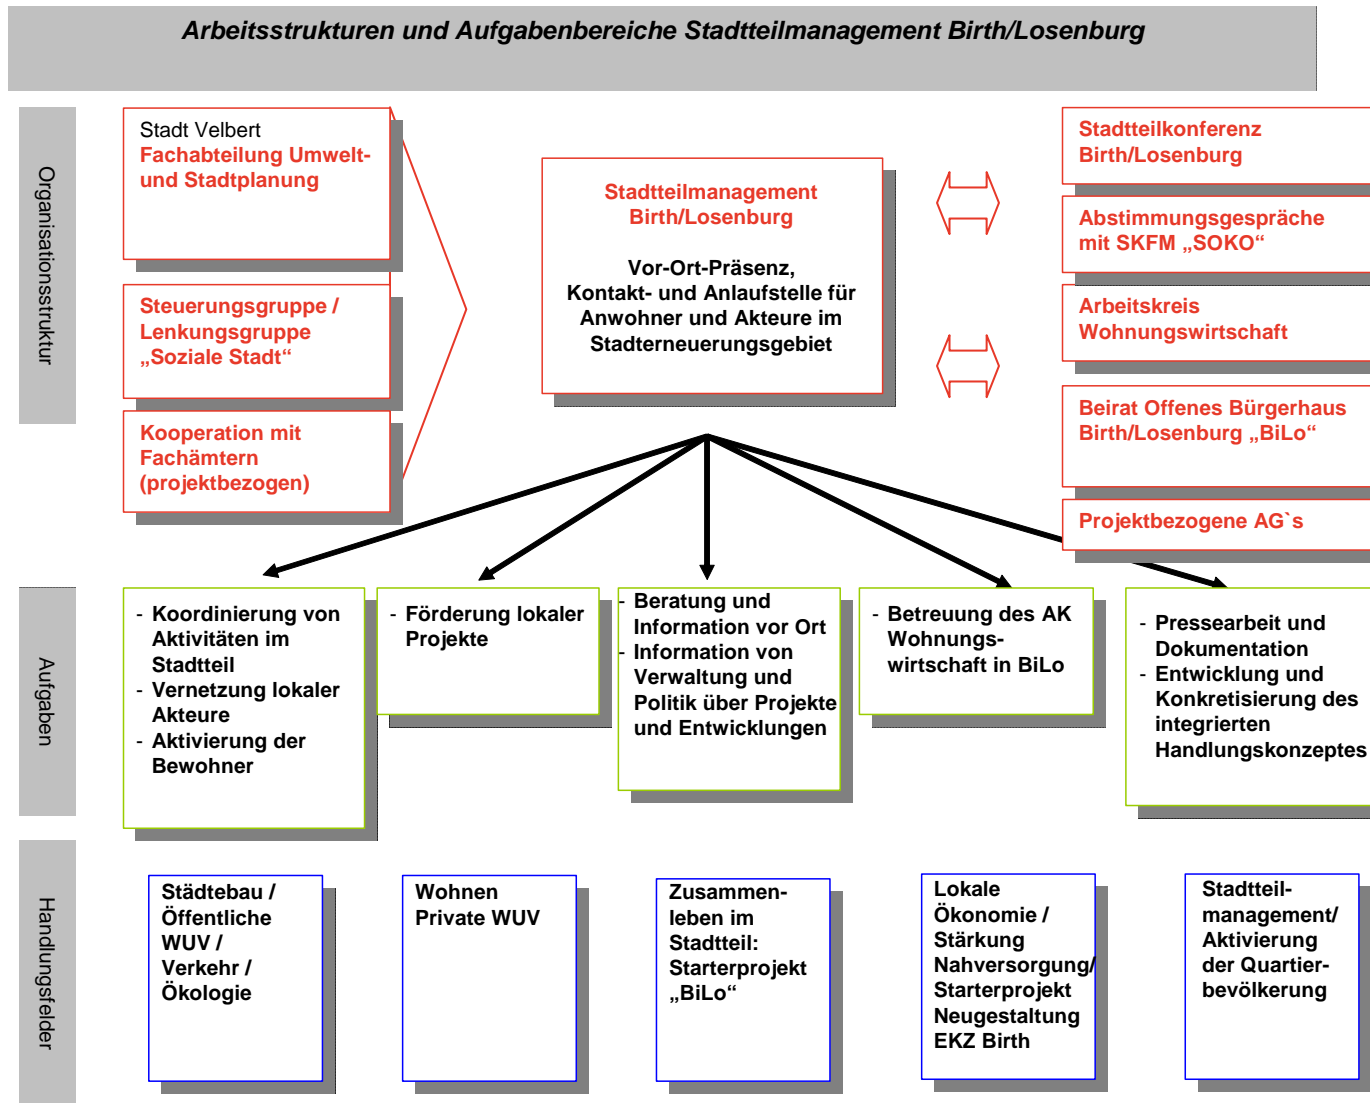 Arbeitsstrukturen und Aufgabenbereiche Stadtteilmanagement Birth/Losenburg
Organisationsstruktur
Stadt Velbert
Fachabteilung Umwelt-
und Stadtplanung
Steuerungsgruppe /
Lenkungsgruppe
„Soziale Stadt“
Kooperation mit
Fachämtern
(projektbezogen)
Stadtteilmanagement
Birth/Losenburg
Vor-Ort-Präsenz,
Kontakt- und Anlaufstelle für
Anwohner und Akteure im
Stadterneuerungsgebiet
Stadtteilkonferenz
Birth/Losenburg
Abstimmungsgespräche
mit SKFM „SOKO“
Arbeitskreis
Wohnungswirtschaft
Beirat Offenes Bürgerhaus
Birth/Losenburg „BiLo“
Projektbezogene AG`s
Aufgaben
- Koordinierung von
Aktivitäten im
Stadtteil
- Vernetzung lokaler
Akteure
- Aktivierung der
Bewohner
- Förderung lokaler
Projekte
- Beratung und
Information vor Ort
- Information von
Verwaltung und
Politik über Projekte
und Entwicklungen
- Betreuung des AK
Wohnungs-
wirtschaft in BiLo
- Pressearbeit und
Dokumentation
- Entwicklung und
Konkretisierung des
integrierten
Handlungskonzeptes
Handlungsfelder
Städtebau /
Öffentliche
WUV /
Verkehr /
Ökologie
Wohnen
Private WUV
Zusammen-
leben im
Stadtteil:
Starterprojekt
„BiLo“
Lokale
Ökonomie /
Stärkung
Nahversorgung/
Starterprojekt
Neugestaltung
EKZ Birth
Stadtteil-
management/
Aktivierung
der Quartier-
bevölkerung